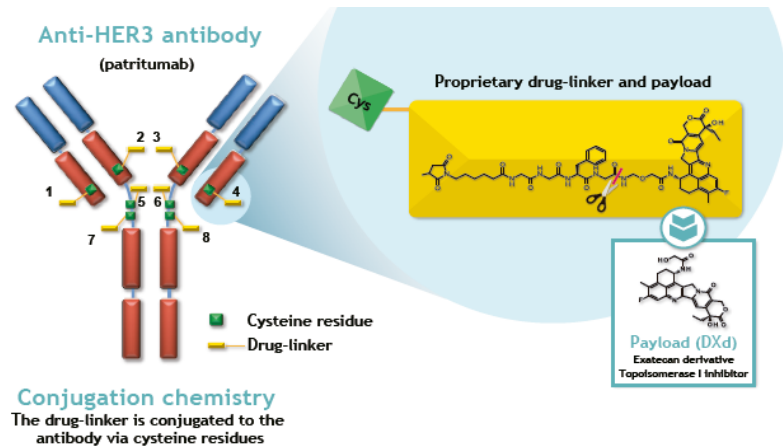 Anti-HER3 antibody
(patritumab)
1
2
3
4
5
6
7
8
Cysteine residue
Drug-linker
Conjugation chemistry
The drug-linker is conjugated to the
antibody via cysteine residues
Proprietary drug-linker and payload
Cys
Payload (DXd)
Exatecan derivative
Topoisomerase I inhibitor